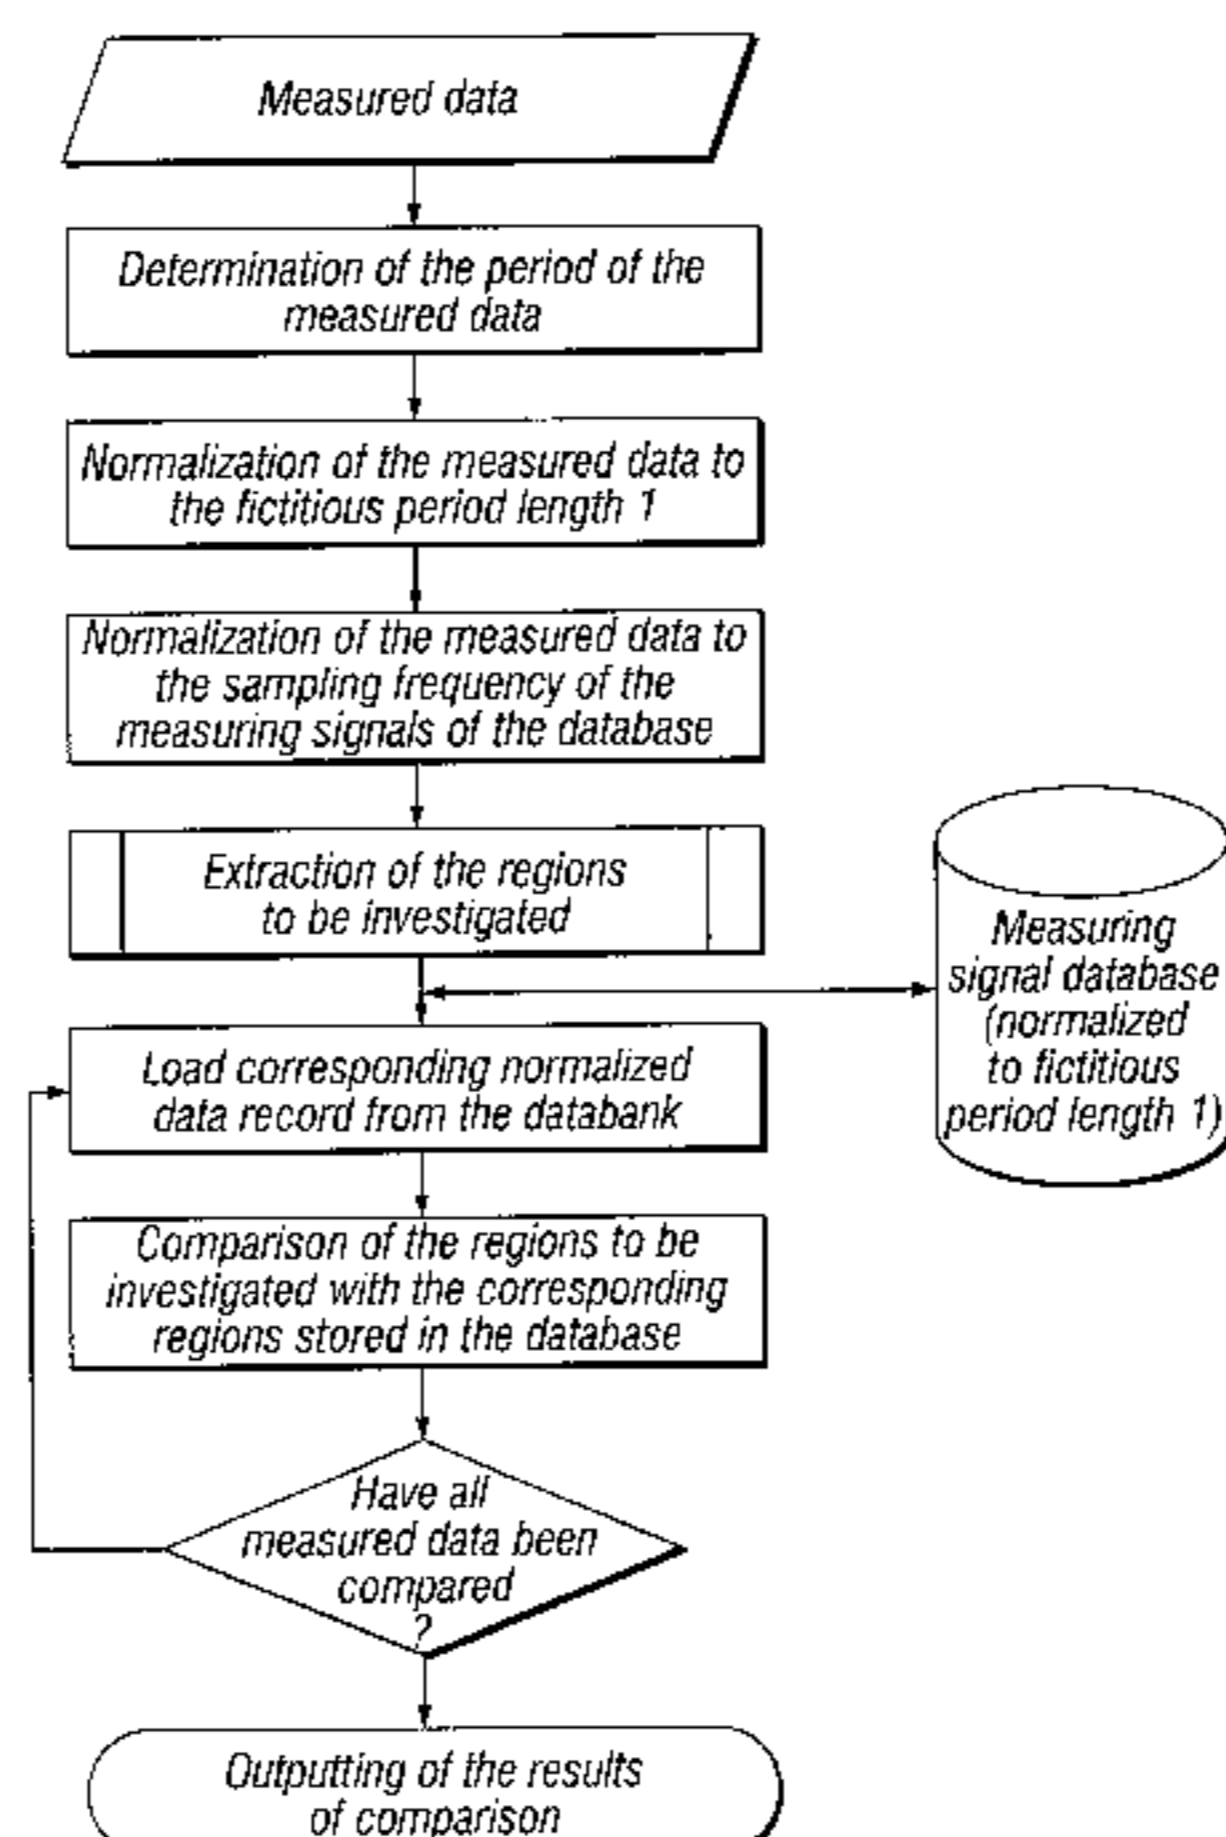 Measured data
Determination of the period of the
measured data
Normalization of the measured data to
the fictitious period length 1
Normalization of the measured data to
the sampling frequency of the
measuring signals of the database
Extraction of the regions
to be investigated
Measuring
signal database
(normalized
to fictitious
period length 1)
Load corresponding normalized
data record from the databank
Comparison of the regions to be
investigated with the corresponding
regions stored in the database
Have all
measured data been
compared
?
Outputting of the results
of comparison